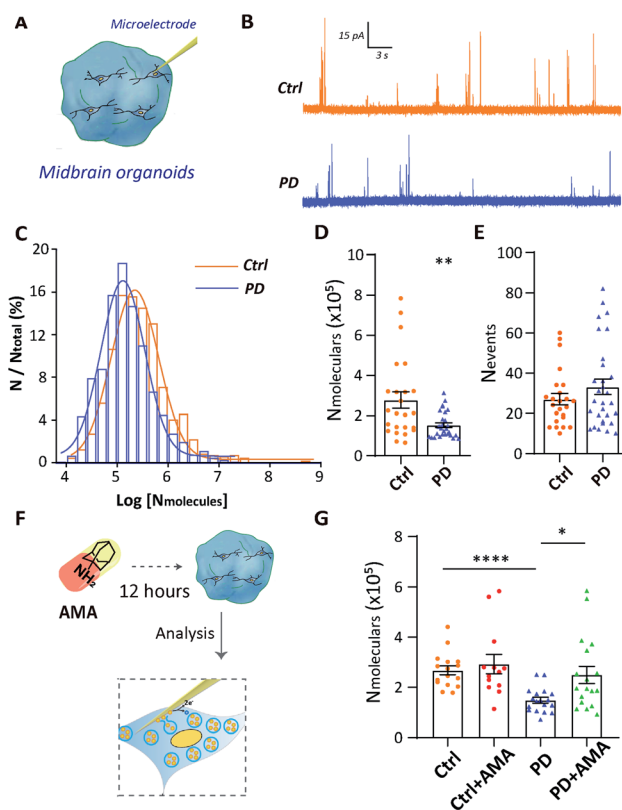 A
Microelectrode
Midbrain organoids
B
15 pA
3 s
Ctrl
PD
C
20
16
12
8
4
0
N / Ntotal (%)
Ctrl
PD
4
5
6
7
8
9
Log [Nmolecules]
D
**
10
8
6
4
2
0
Nmoleculars (x10⁵)
Ctrl
PD
E
100
80
60
40
20
0
Nevents
Ctrl
PD
F
NH₂
AMA
12 hours
Analysis
2e⁻
G
8
6
4
2
0
Nmoleculars (x10⁵)
****
*
Ctrl
Ctrl+AMA
PD
PD+AMA